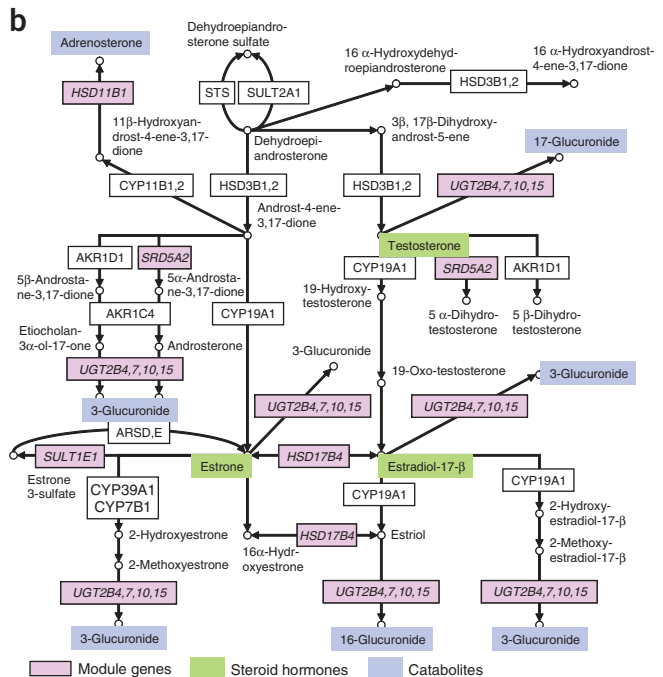 b
Adrenosterone
Dehydroepiandro-
sterone sulfate
16 α-Hydroxydehyd
roepiandrosterone
16 α-Hydroxyandrost-
4-ene-3,17-dione
HSD3B1,2
HSD11B1
STS
SULT2A1
11β-Hydroxyan
drost-4-ene-3,17-
dione
Dehydroepi-
androsterone
3β, 17β-Dihydroxy-
androst-5-ene
17-Glucuronide
CYP11B1,2
HSD3B1,2
HSD3B1,2
UGT2B4,7,10,15
Androst-4-ene-
3,17-dione
Testosterone
AKR1D1
SRD5A2
CYP19A1
SRD5A2
AKR1D1
5β-Androsta-
ne-3,17-dione
5α-Androsta-
ne-3,17-dione
19-Hydroxy-
testosterone
AKR1C4
CYP19A1
5 α-Dihydro-
testosterone
5 β-Dihydro-
testosterone
Etiocholan-
3α-ol-17-one
Androsterone
3-Glucuronide
19-Oxo-testosterone
UGT2B4,7,10,15
3-Glucuronide
3-Glucuronide
UGT2B4,7,10,15
UGT2B4,7,10,15
ARSD,E
SULT1E1
Estrone
HSD17B4
Estradiol-17-β
Estrone
3-sulfate
CYP39A1
CYP7B1
CYP19A1
CYP19A1
2-Hydroxy-
estradiol-17-β
2-Hydroxyestrone
HSD17B4
Estriol
16α-Hydr-
oxyestrone
2-Methoxy-
estradiol-17-β
2-Methoxyestrone
UGT2B4,7,10,15
UGT2B4,7,10,15
UGT2B4,7,10,15
3-Glucuronide
16-Glucuronide
3-Glucuronide
Module genes
Steroid hormones
Catabolites